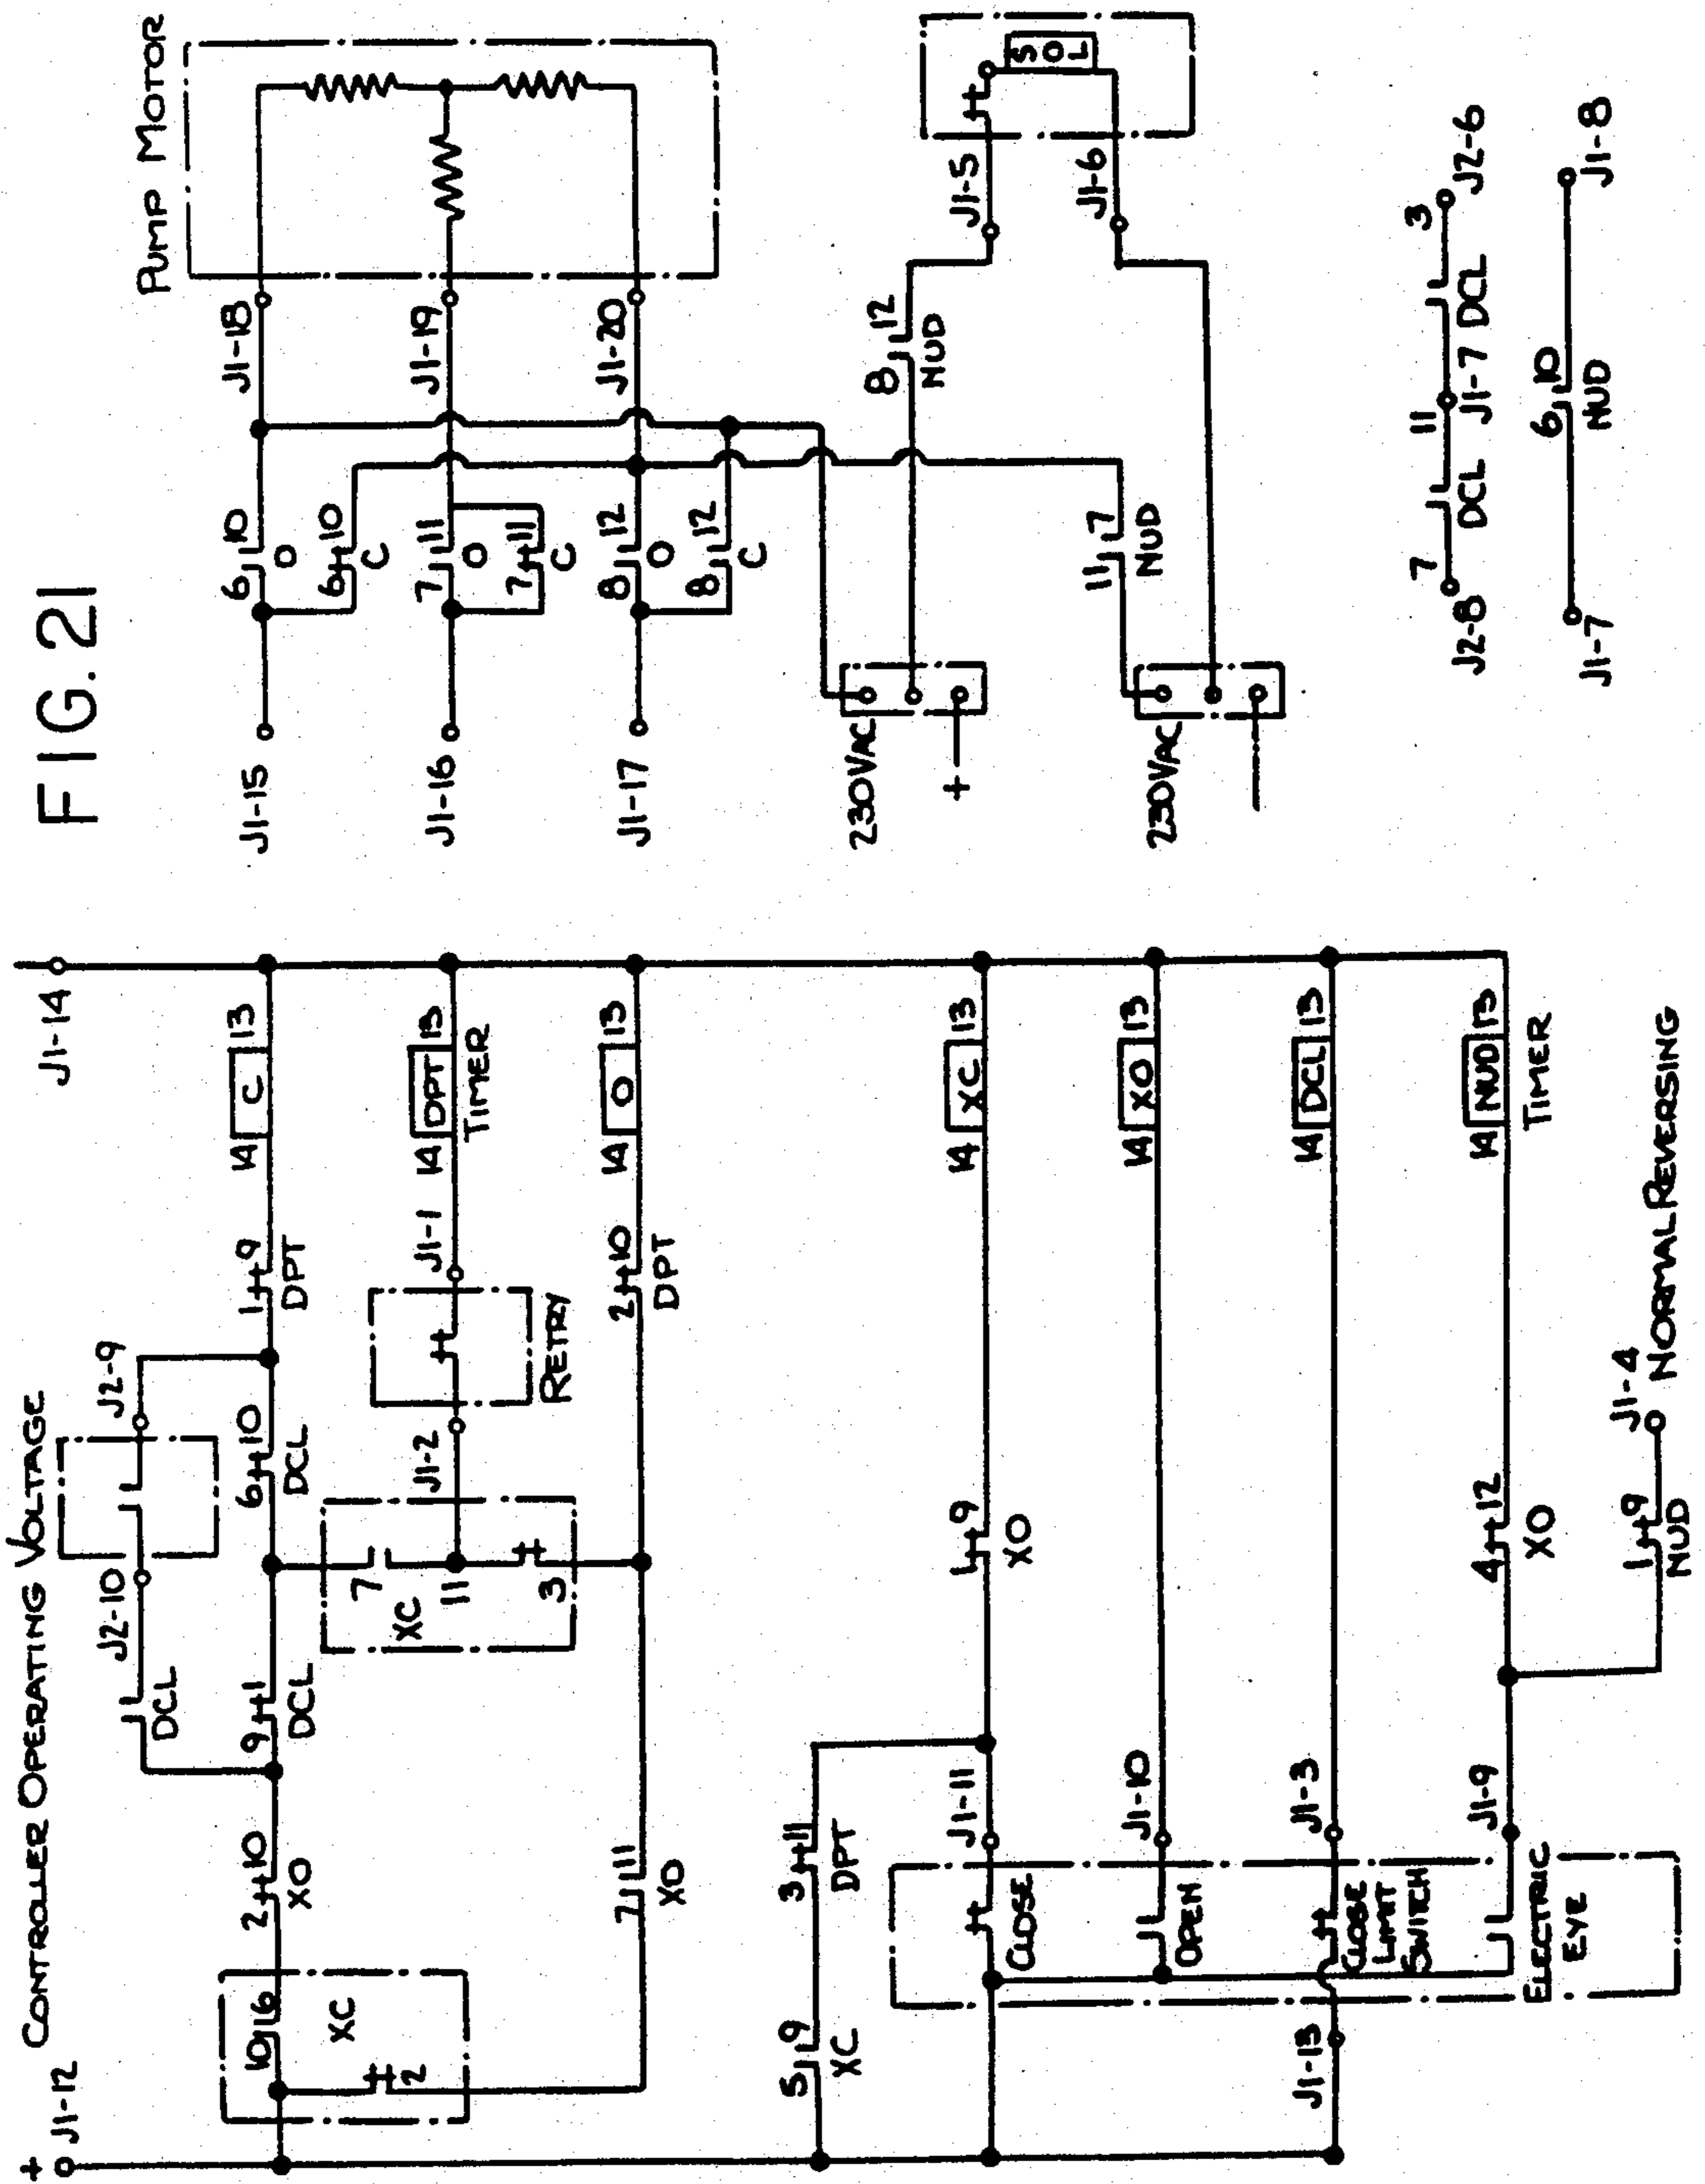 FIG. 21
CONTROLLER OPERATING VOLTAGE
+
J1-12
J1-14
J2-10
J2-9
DCL
10 6
XC
2
2 10
XO
9 1
DCL
6 10
DCL
1 9
DPT
14 C 13
7
XC
11
3
J1-2
RETRY
J1-1
14 DPT 13
TIMER
7 11
XO
2 10
DPT
14 O 13
5 9
XC
3 11
DPT
CLOSE
J1-11
1 9
XO
14 XC 13
OPEN
J1-10
14 XO 13
J1-13
CLOSE
LIMIT
SWITCH
J1-3
14 DCL 13
ELECTRIC
EYE
J1-9
4 12
XO
14 NUD 13
TIMER
1 9
NUD
J1-4
NORMAL REVERSING
PUMP MOTOR
J1-15
6 10
O
6 10
C
J1-18
J1-16
7 11
O
7 11
C
J1-19
J1-17
8 12
O
8 12
C
J1-20
230VAC
+
8 12
NUD
J1-5
SOL
J1-6
230VAC
11 7
NUD
J2-8
7
DCL
11
J1-7
DCL
3
J2-6
J1-7
6 10
NUD
J1-8